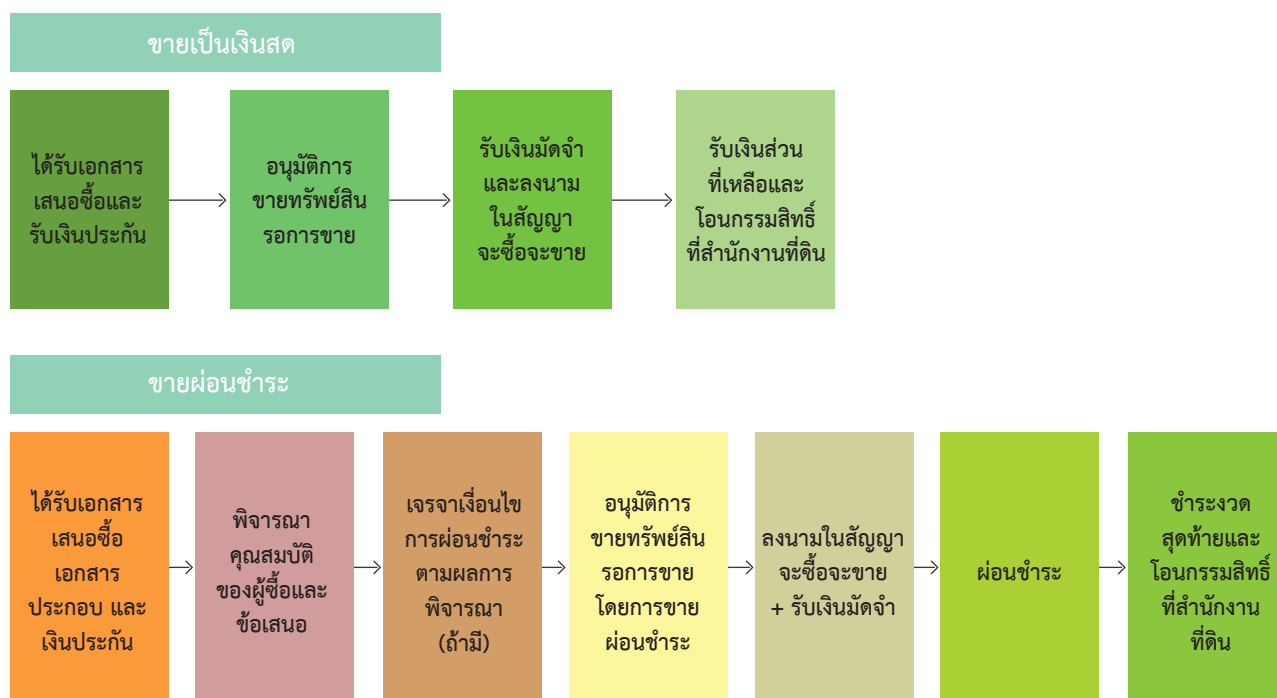 ขายเป็นเงินสด
ได้รับเอกสาร
เสนอซื้อและ
รับเงินประกัน
อนุมัติการ
ขายทรัพย์สิน
รอการขาย
รับเงินมัดจำ
และลงนาม
ในสัญญา
จะซื้อจะขาย
รับเงินส่วน
ที่เหลือและ
โอนกรรมสิทธิ์
ที่สำนักงานที่ดิน
ขายผ่อนชำระ
ได้รับเอกสาร
เสนอซื้อ
เอกสาร
ประกอบ และ
เงินประกัน
พิจารณา
คุณสมบัติ
ของผู้ซื้อและ
ข้อเสนอ
เจรจาเงื่อนไข
การผ่อนชำระ
ตามผลการ
พิจารณา
(ถ้ามี)
อนุมัติการ
ขายทรัพย์สิน
รอการขาย
โดยการขาย
ผ่อนชำระ
ลงนามในสัญญา
จะซื้อจะขาย
+ รับเงินมัดจำ
ผ่อนชำระ
ชำระงวด
สุดท้ายและ
โอนกรรมสิทธิ์
ที่สำนักงาน
ที่ดิน